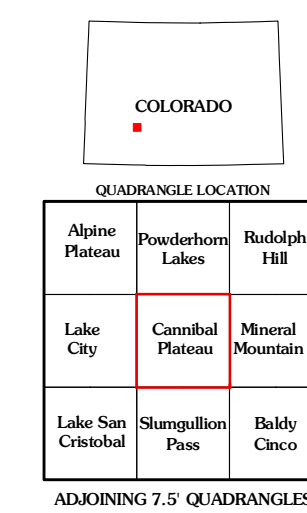 COLORADO
QUADRANGLE LOCATION
Alpine
Plateau
Powderhorn
Lakes
Rudolph
Hill
Lake
City
Cannibal
Plateau
Mineral
Mountain
Lake San
Cristobal
Slumgullion
Pass
Baldy
Cinco
ADJOINING 7.5' QUADRANGLES